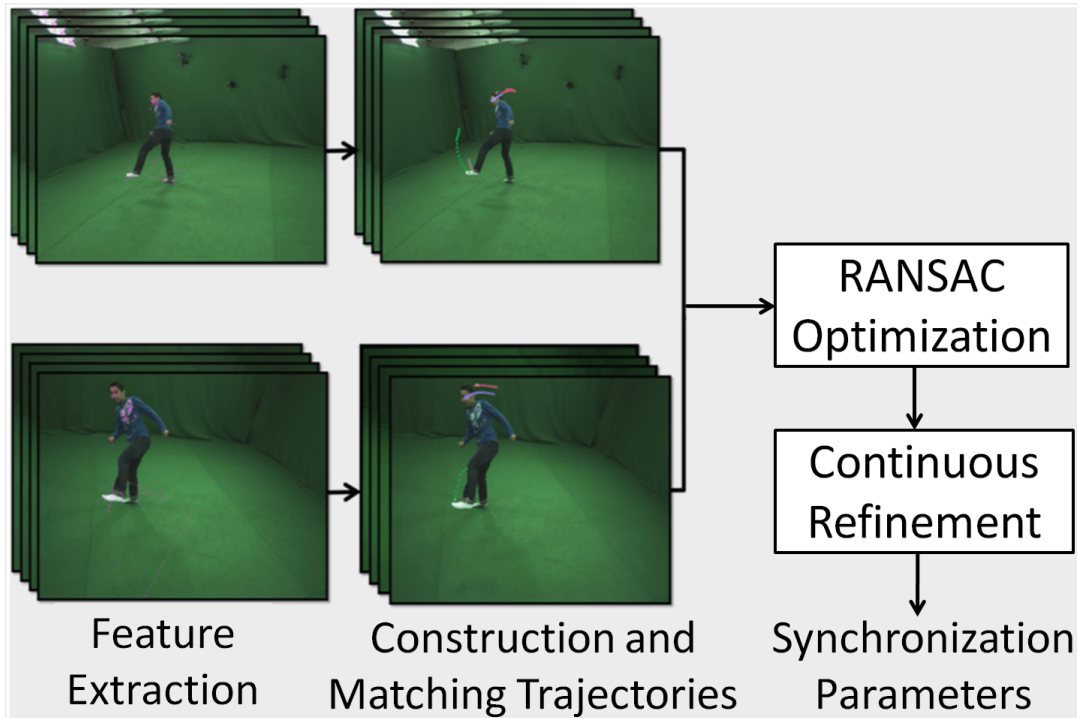 RANSAC
Optimization
Continuous
Refinement
Feature
Extraction
Construction and
Matching Trajectories
Synchronization
Parameters